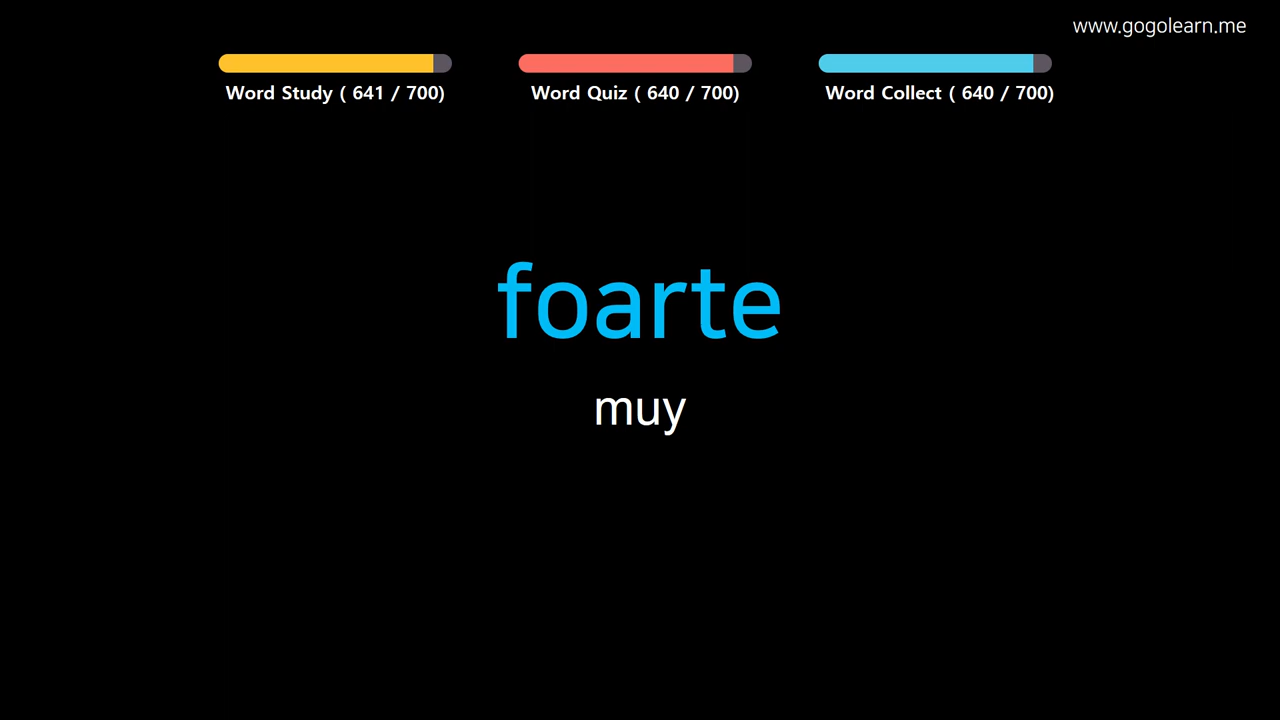 www.gogolearn.me
Word Study ( 641 / 700)
Word Quiz ( 640 / 700)
Word Collect ( 640 / 700)
foarte
muy